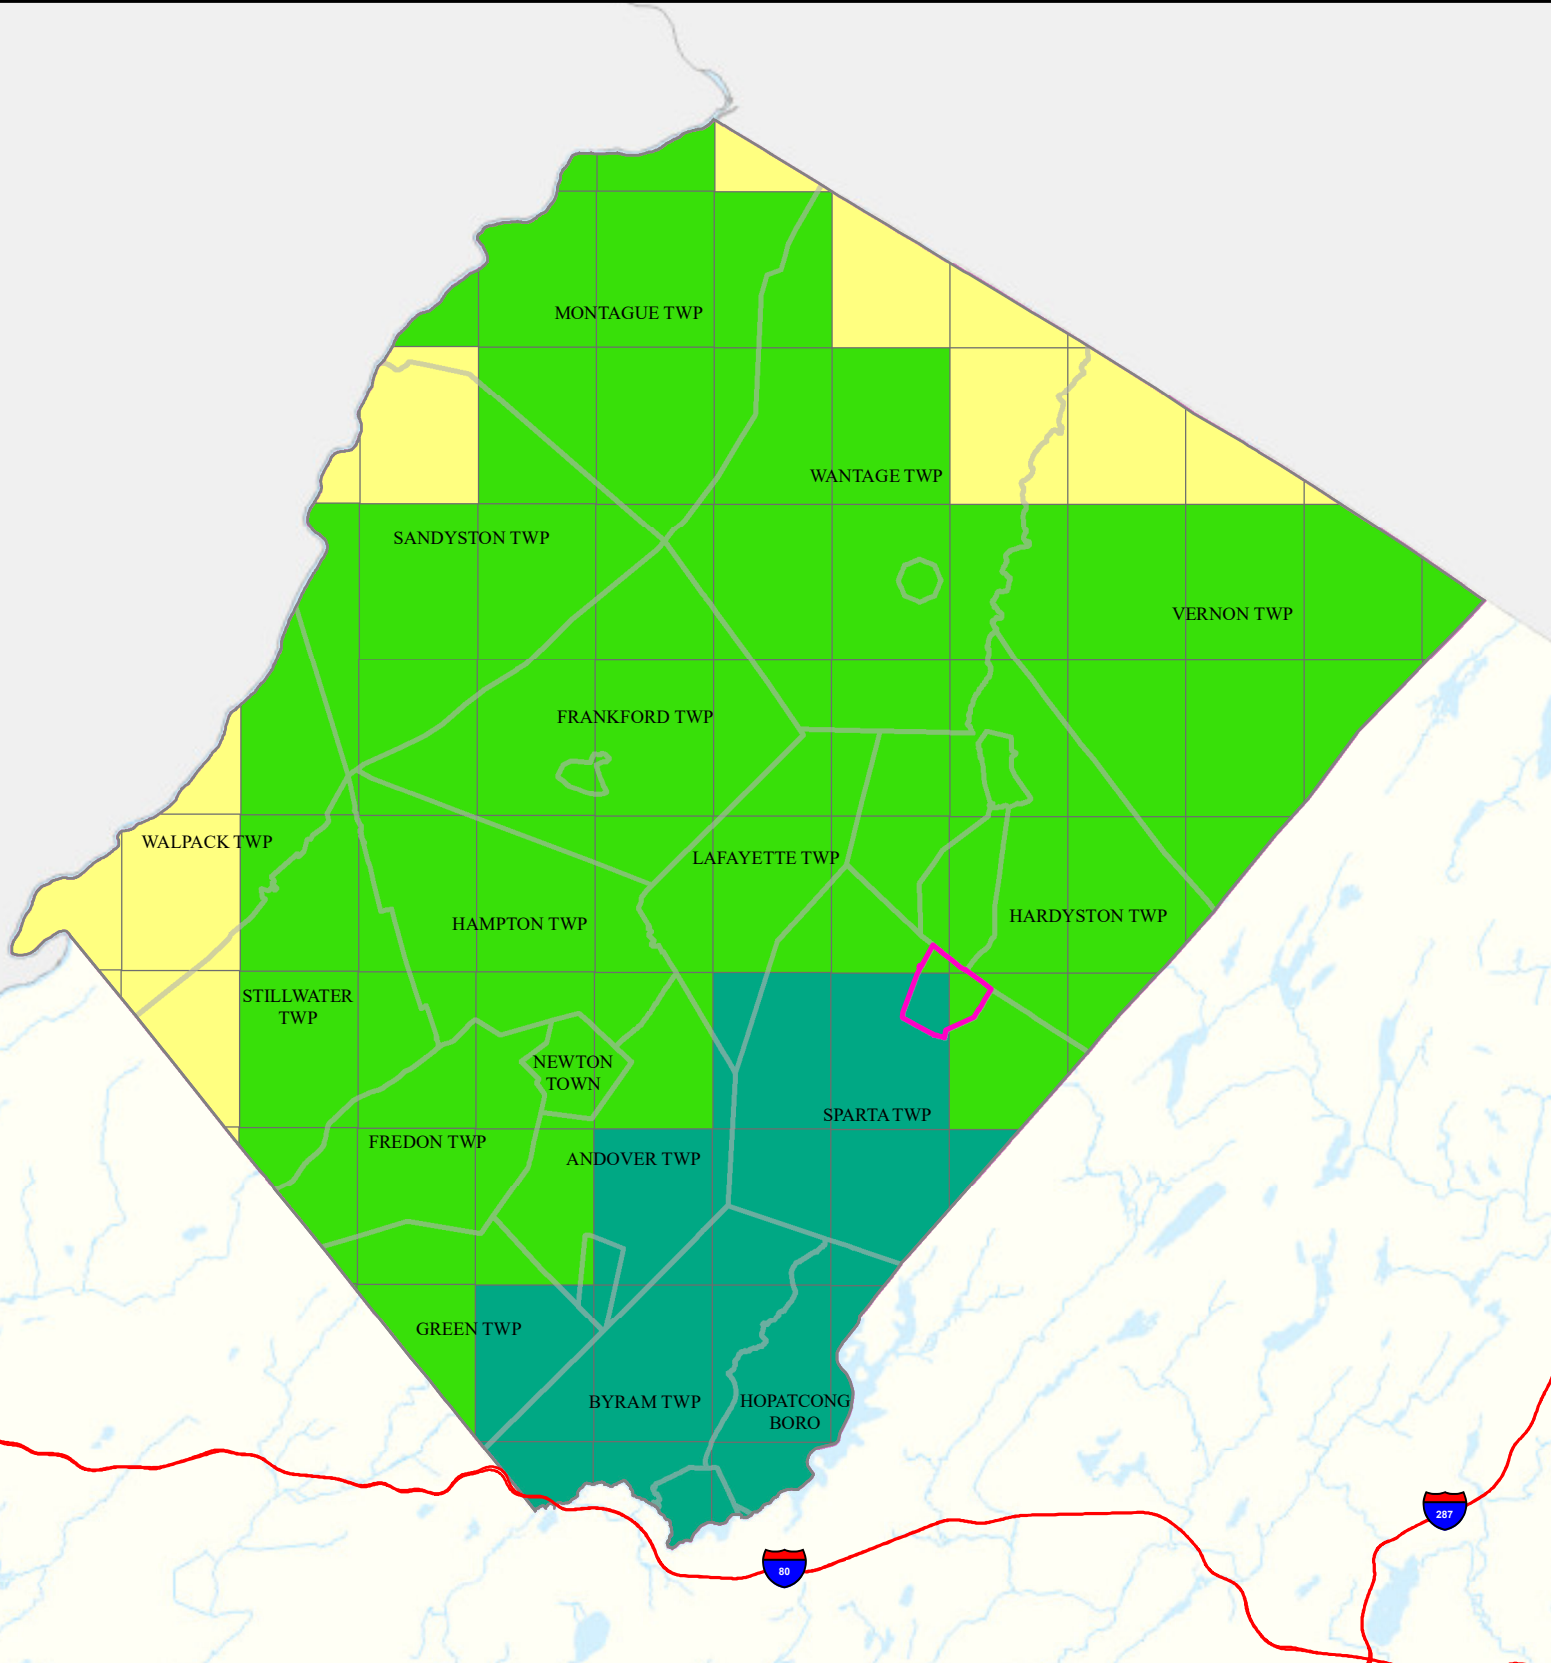 MONTAGUE TWP
WANTAGE TWP
SANDYSTON TWP
VERNON TWP
FRANKFORD TWP
WALPACK TWP
LAFAYETTE TWP
HAMPTON TWP
HARDYSTON TWP
STILLWATER
TWP
NEWTON
TOWN
SPARTA TWP
FREDON TWP
ANDOVER TWP
GREEN TWP
BYRAM TWP
HOPATCONG
BORO
287
80